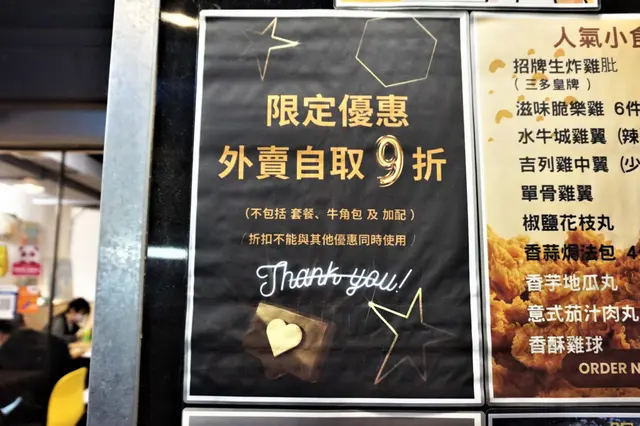 限定優惠
外賣自取9折
（不包括 套餐、牛角包 及 加配）
（折扣不能與其他優惠同時使用）
Thank you!
人氣小食
招牌生炸雞肶
（三多皇牌）
滋味脆樂雞 6件
水牛城雞翼（辣
吉列雞中翼（少
單骨雞翼
椒鹽花枝丸
香蒜焗法包 4
香芋地瓜丸
意式茄汁肉丸
香酥雞球
ORDER N